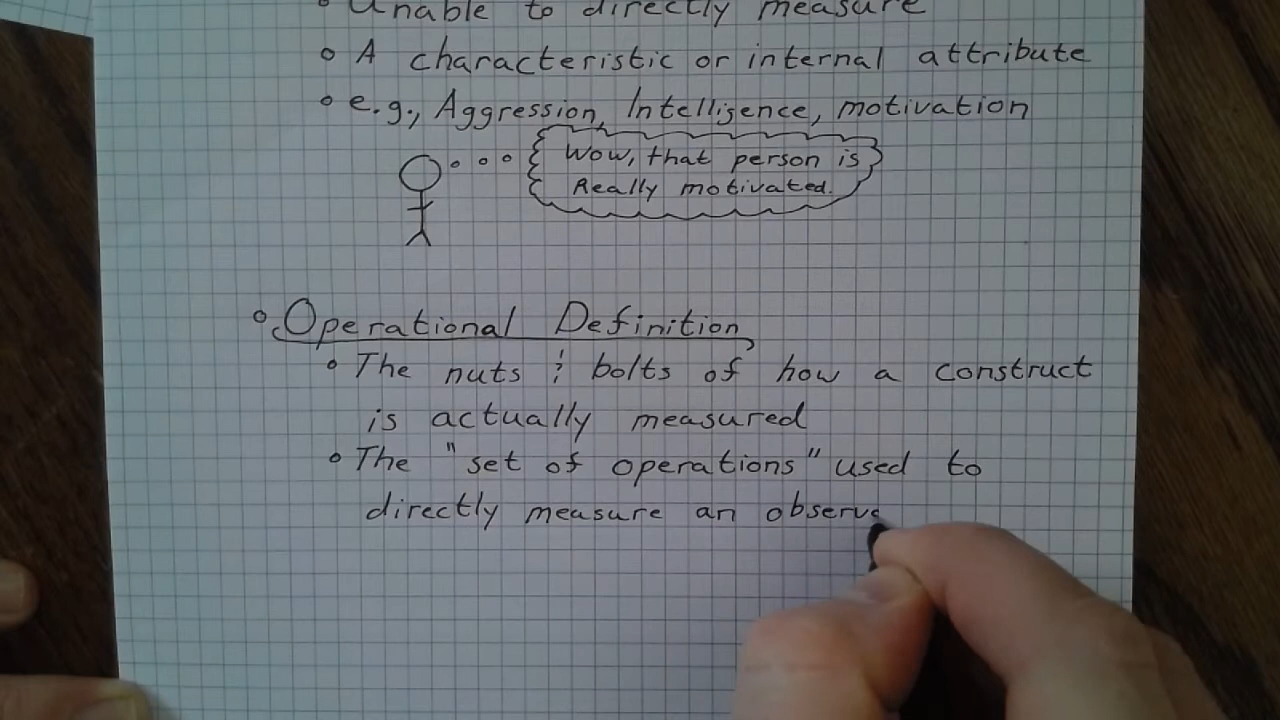 Unable to directly measure
A characteristic or internal attribute
e.g., Aggression, Intelligence, motivation
Wow, that person is
Really motivated.
Operational Definition
The nuts & bolts of how a construct
is actually measured
The "set of operations" used to
directly measure an observe